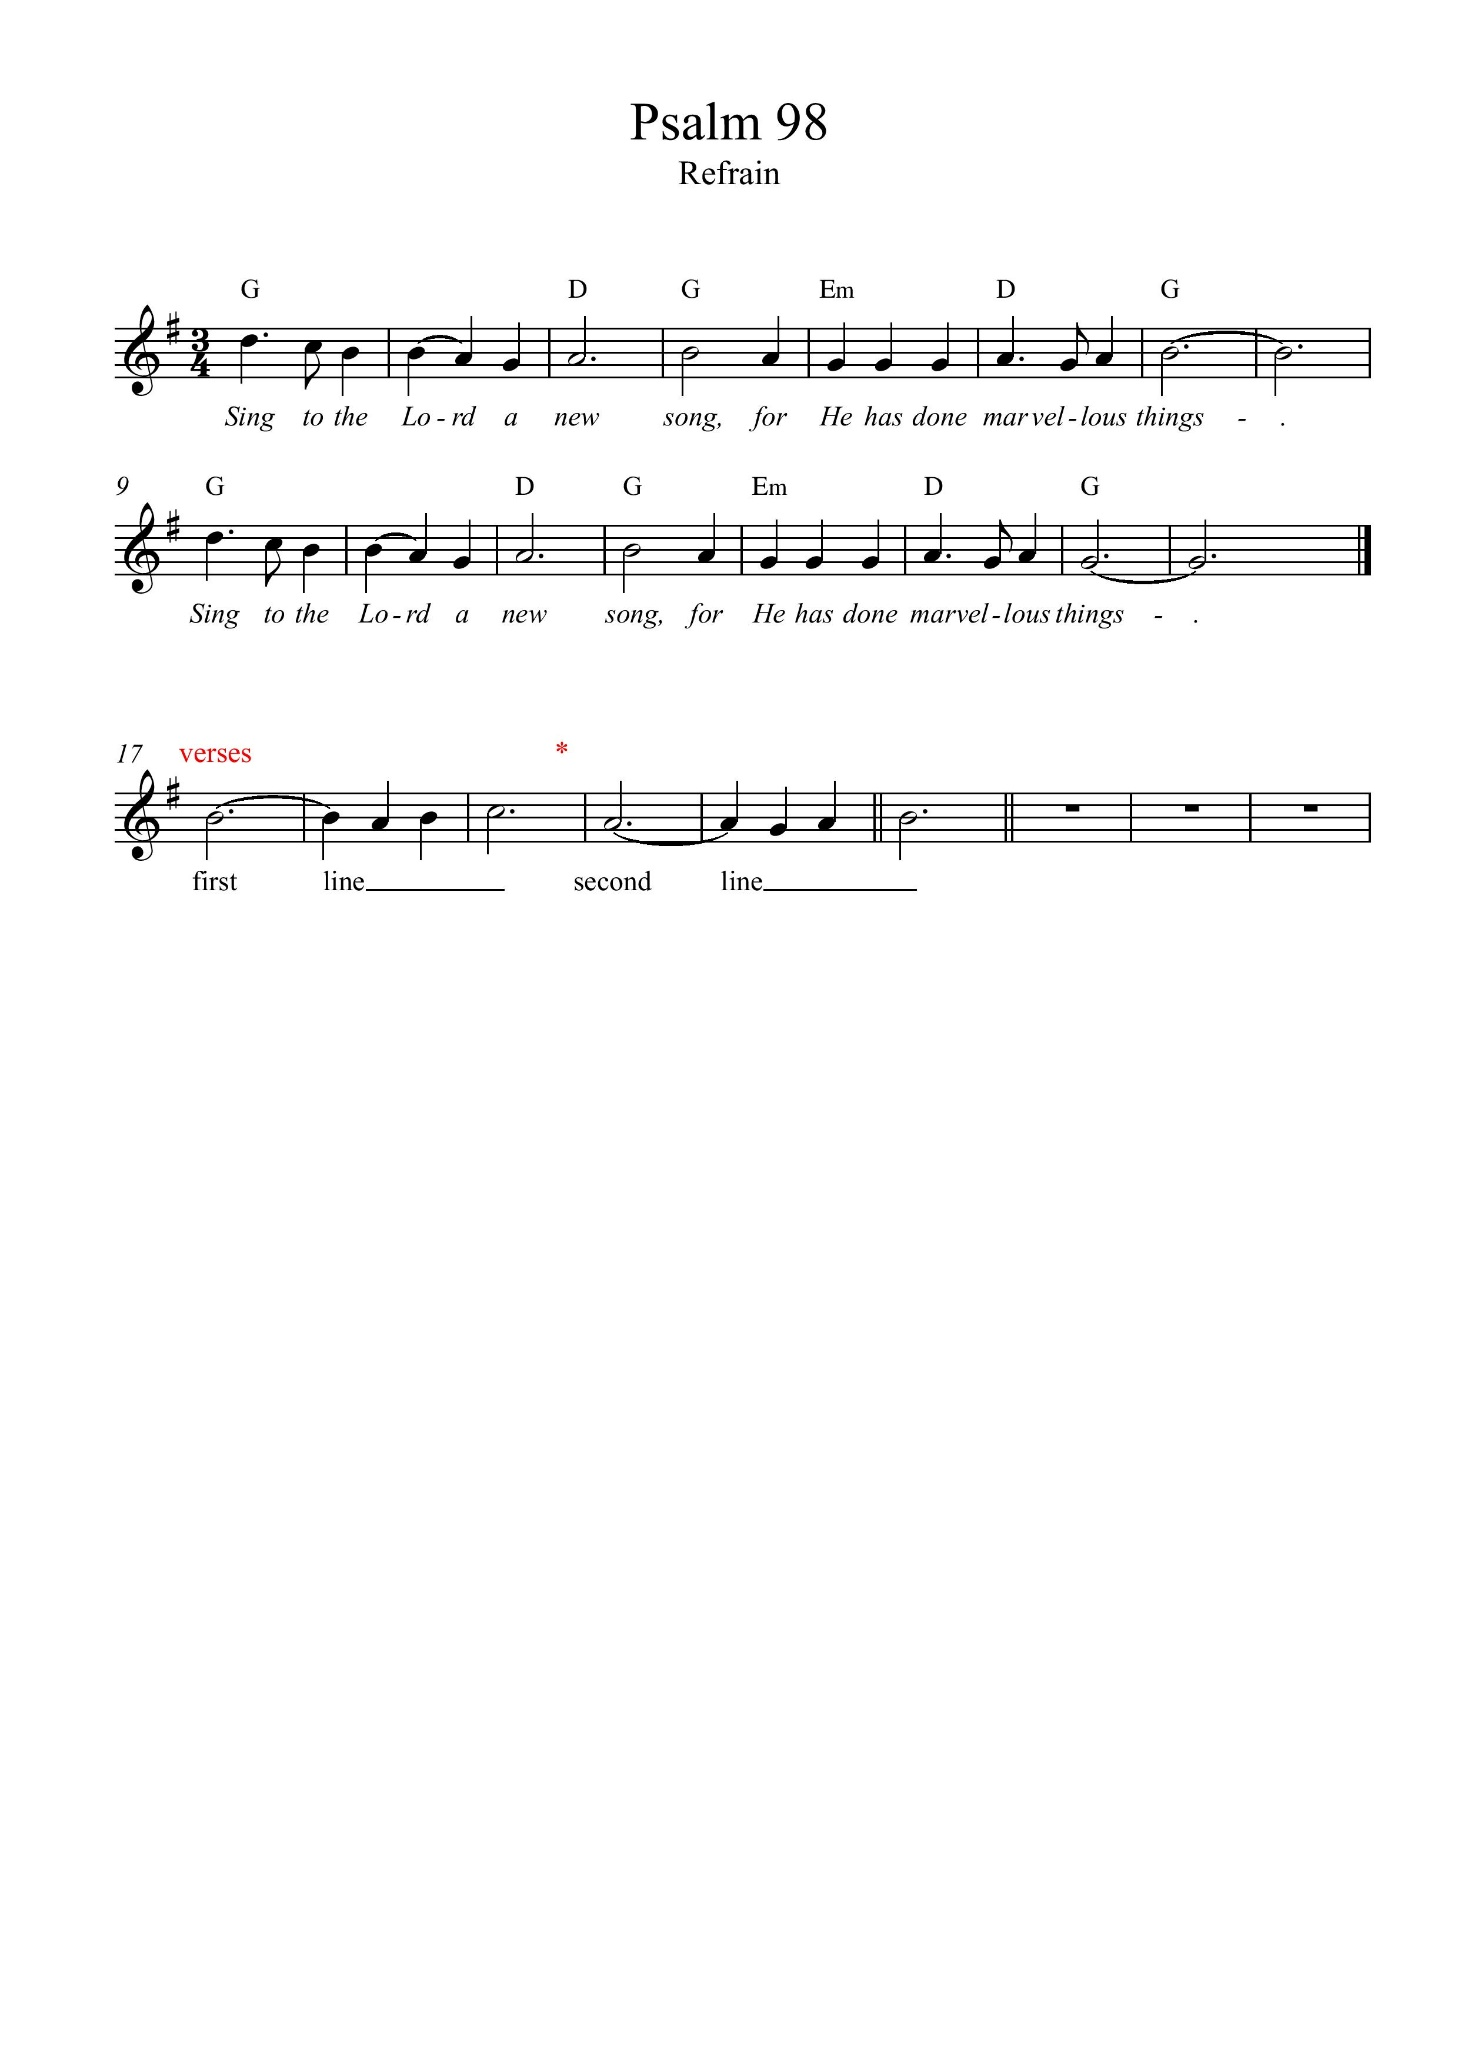 Psalm 98
Refrain
G D G Em D G
3
4
Sing to the Lo - rd a new song, for He has done marvel - lous things - .
9 G D G Em D G
Sing to the Lo - rd a new song, for He has done marvel - lous things - .
17 verses *
first line second line